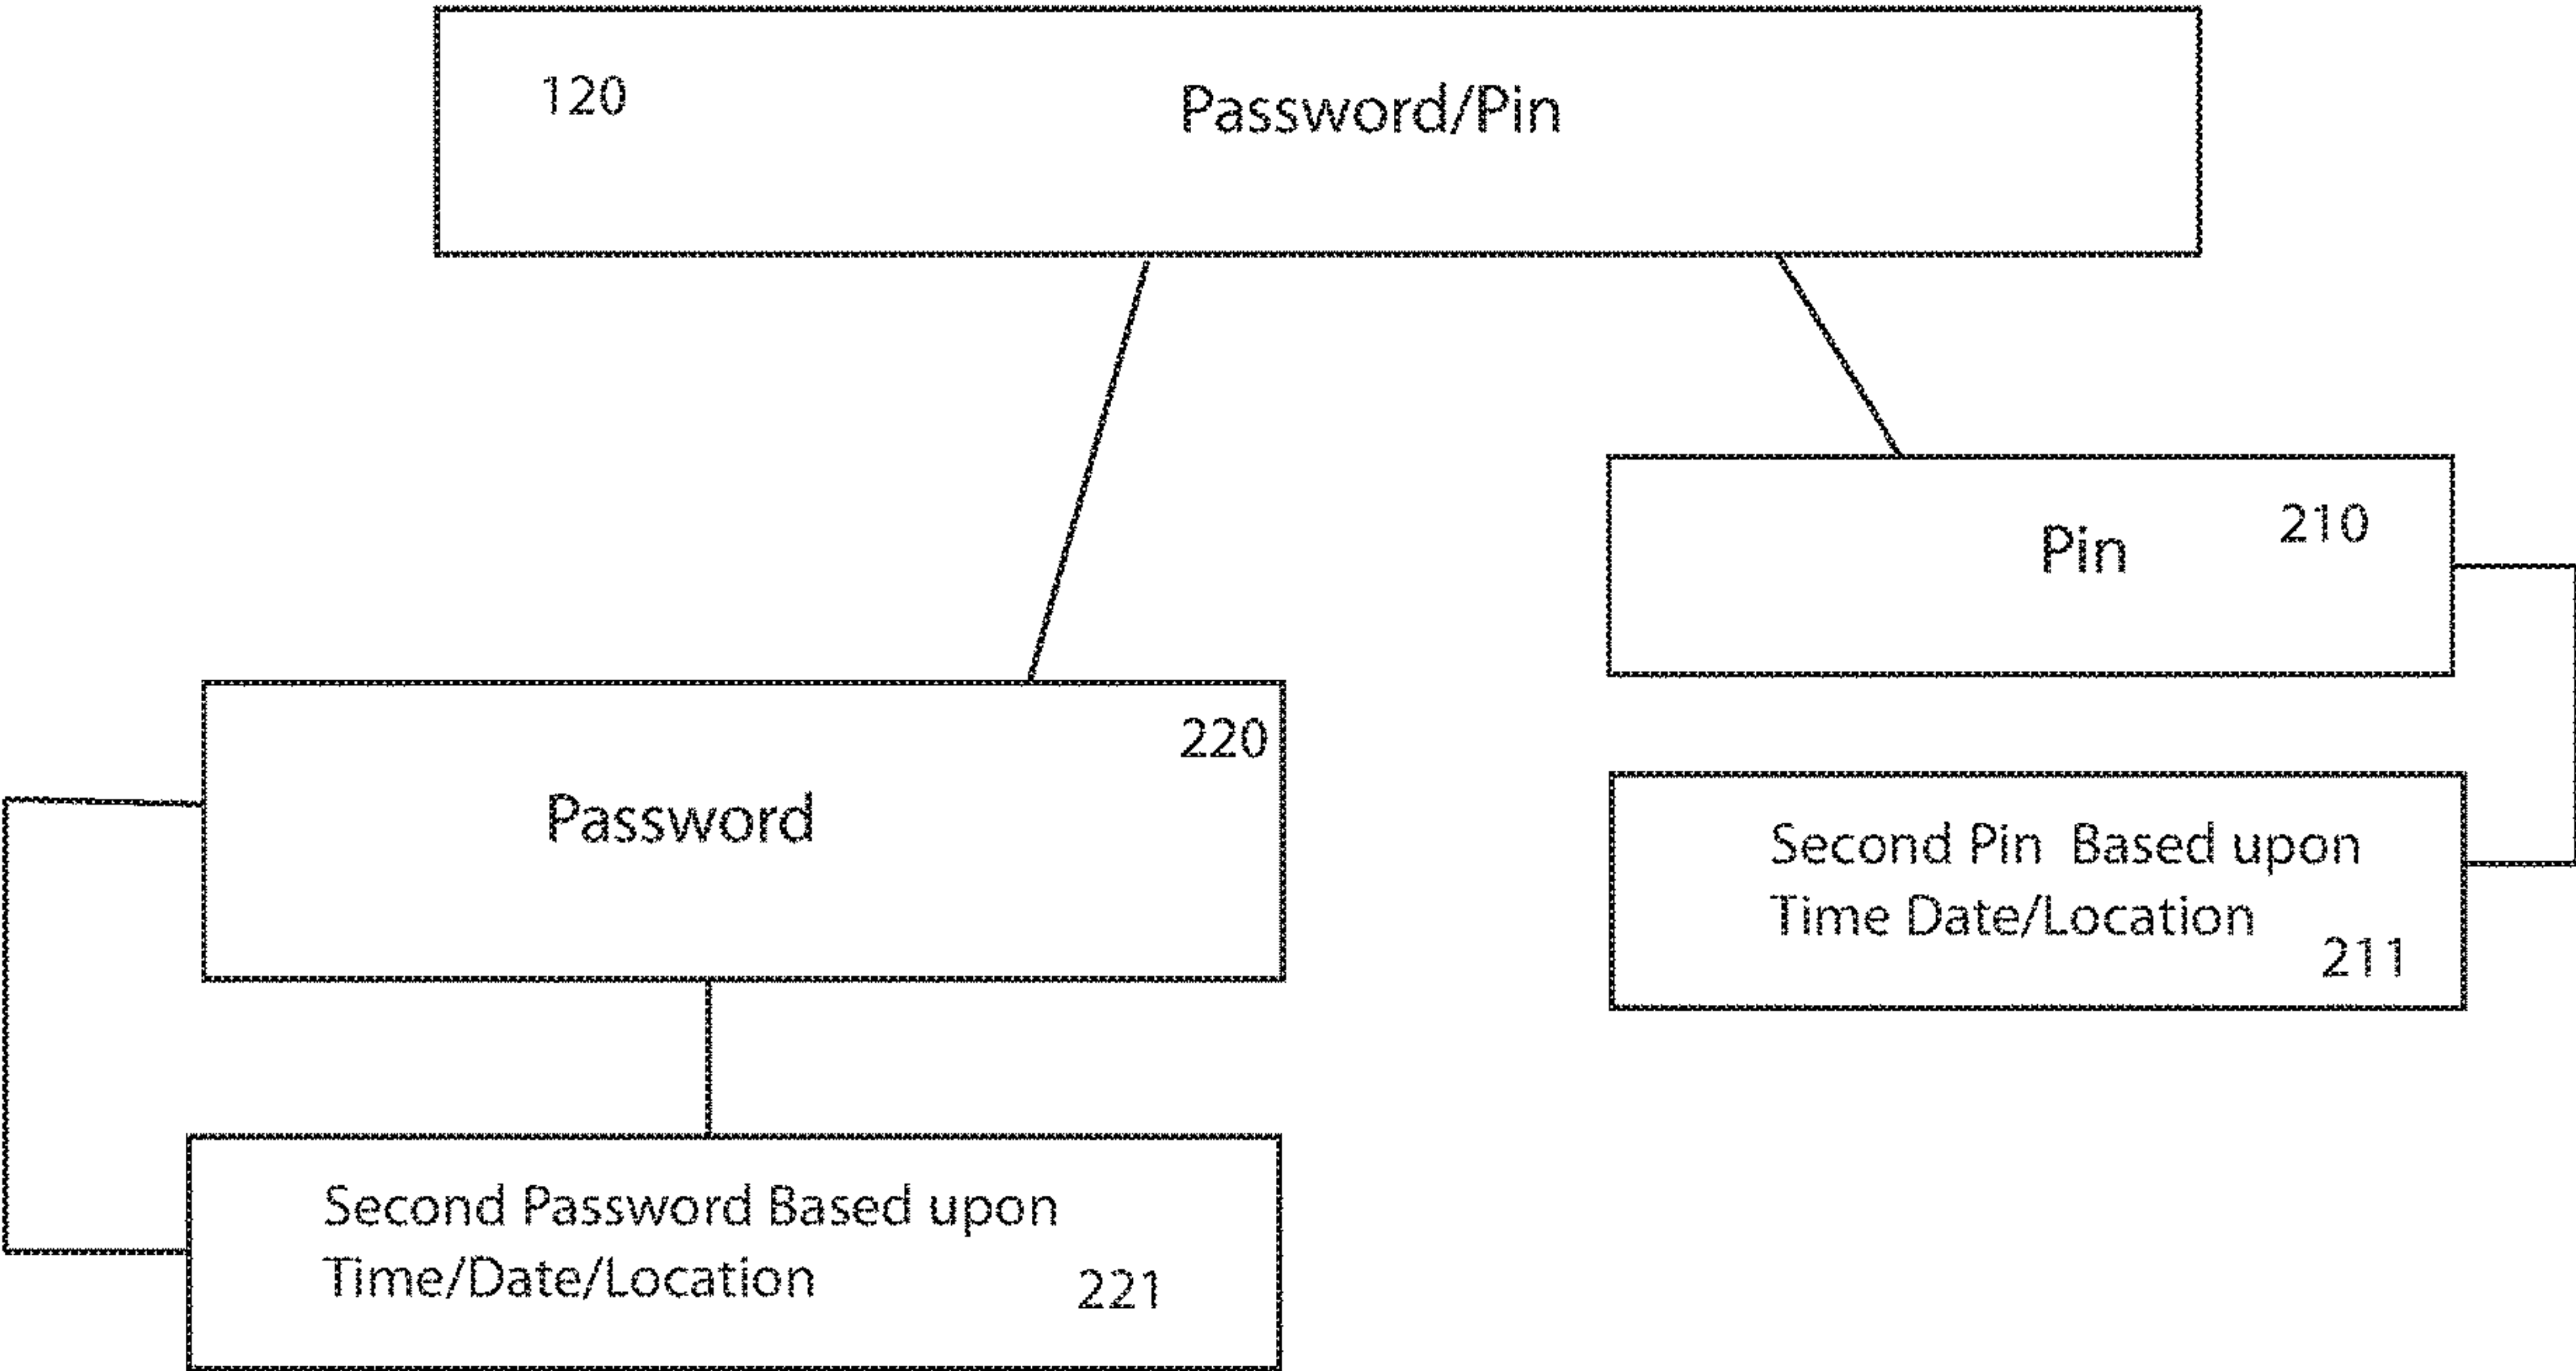 120
Password/Pin
210
Pin
220
Password
Second Pin Based upon
Time Date/Location
211
Second Password Based upon
Time/Date/Location
221